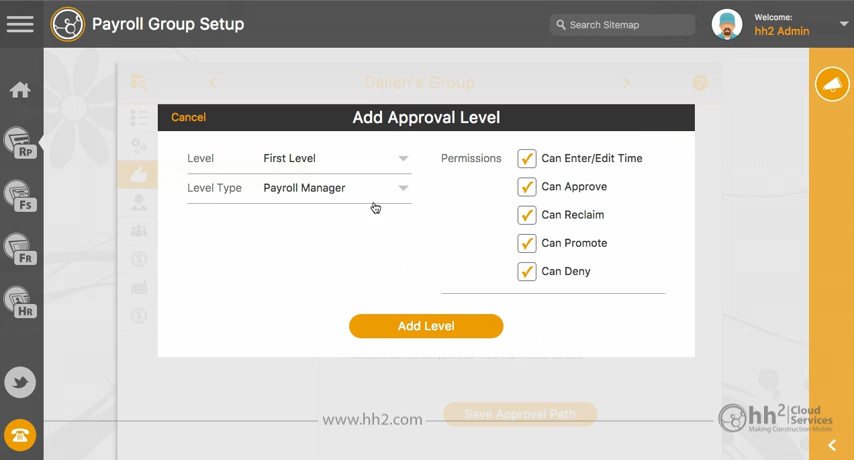 Payroll Group Setup
Search Sitemap
Welcome:
hh2 Admin
Dallen's Group
?
Cancel
Add Approval Level
Level First Level
Level Type Payroll Manager
Permissions
Can Enter/Edit Time
Can Approve
Can Reclaim
Can Promote
Can Deny
Add Level
Rp
Fs
Fr
HR
Save Approval Path
www.hh2.com
hh2 Cloud Services
Making Construction Mobile